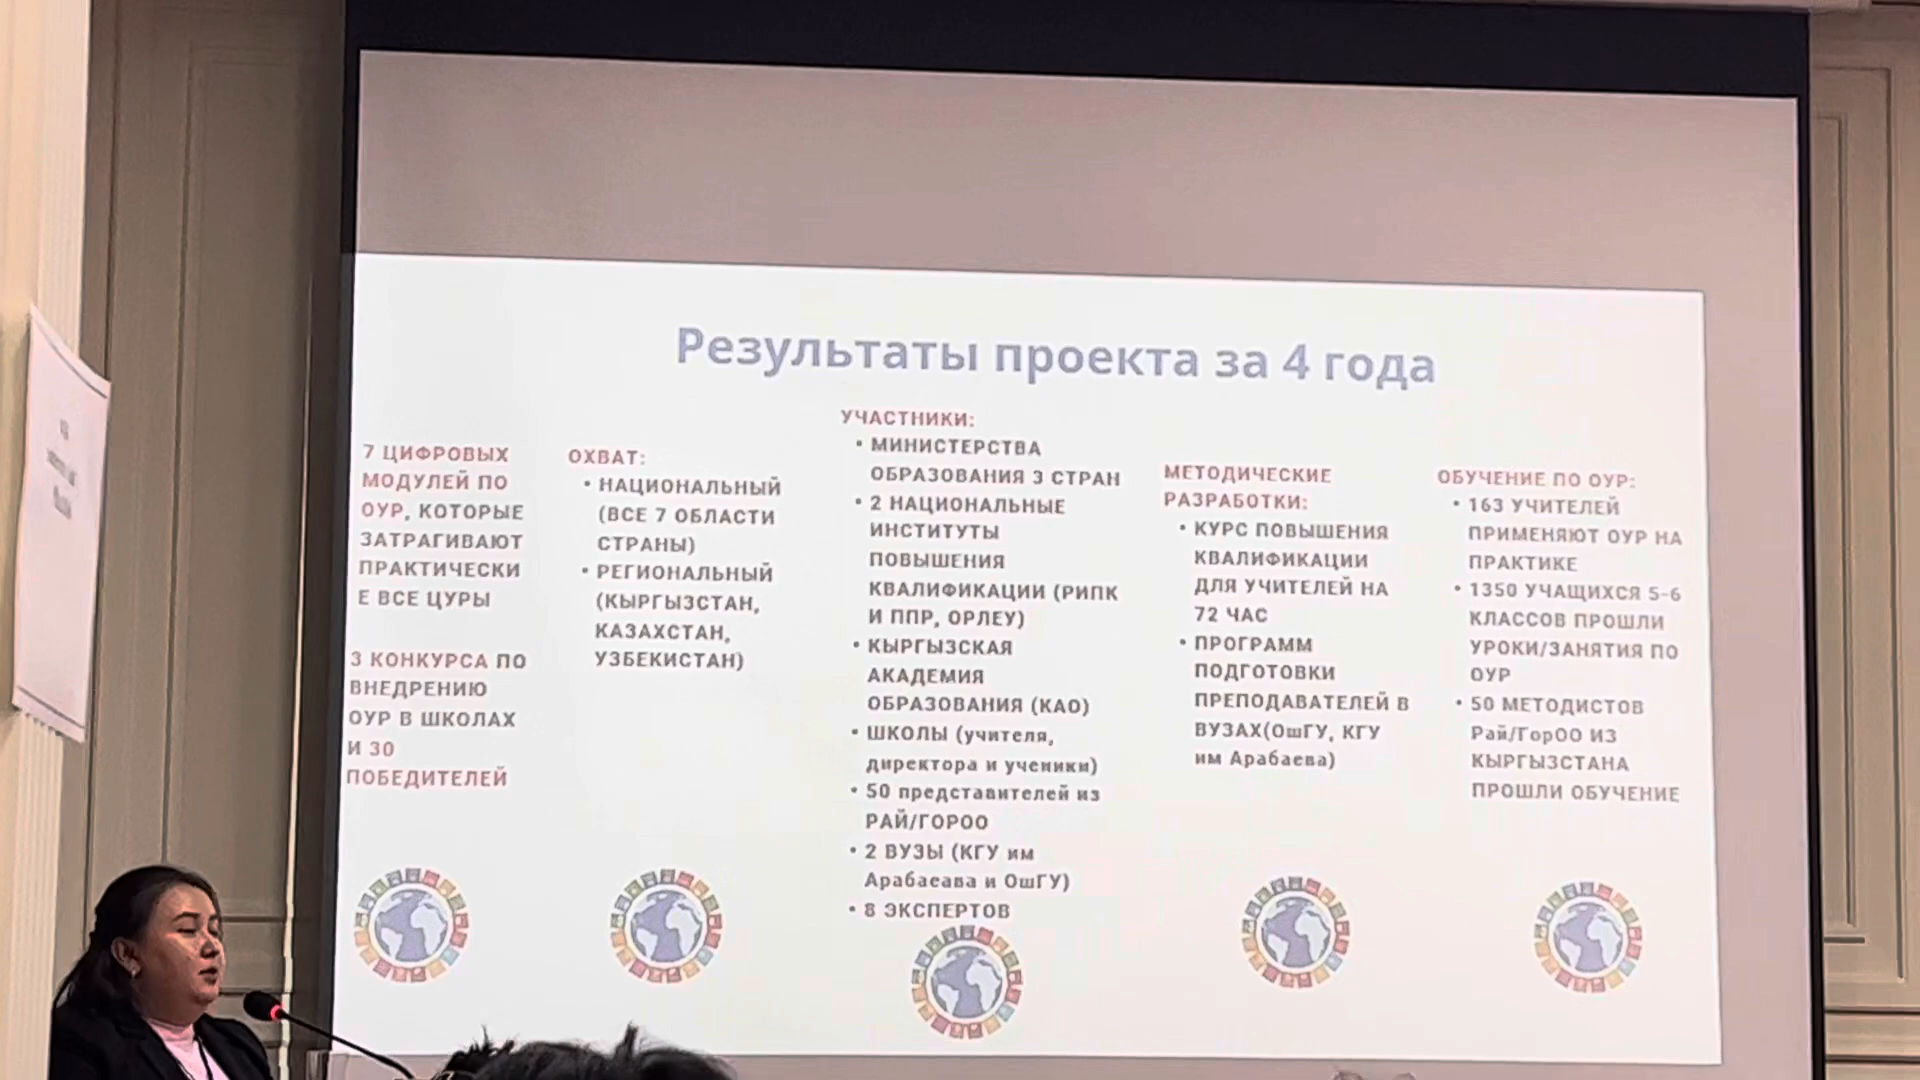 Результаты проекта за 4 года
7 ЦИФРОВЫХ
МОДУЛЕЙ ПО
ОУР, КОТОРЫЕ
ЗАТРАГИВАЮТ
ПРАКТИЧЕСКИ
Е ВСЕ ЦУРЫ
3 КОНКУРСА ПО
ВНЕДРЕНИЮ
ОУР В ШКОЛАХ
И 30
ПОБЕДИТЕЛЕЙ
ОХВАТ:
• НАЦИОНАЛЬНЫЙ
(ВСЕ 7 ОБЛАСТИ
СТРАНЫ)
• РЕГИОНАЛЬНЫЙ
(КЫРГЫЗСТАН,
КАЗАХСТАН,
УЗБЕКИСТАН)
УЧАСТНИКИ:
• МИНИСТЕРСТВА
ОБРАЗОВАНИЯ 3 СТРАН
• 2 НАЦИОНАЛЬНЫЕ
ИНСТИТУТЫ
ПОВЫШЕНИЯ
КВАЛИФИКАЦИИ (РИПК
И ППР, ОРЛЕУ)
• КЫРГЫЗСКАЯ
АКАДЕМИЯ
ОБРАЗОВАНИЯ (КАО)
• ШКОЛЫ (учителя,
директора и ученики)
• 50 представителей из
РАЙ/ГОРОО
• 2 ВУЗЫ (КГУ им
Арабаеава и ОшГУ)
• 8 ЭКСПЕРТОВ
МЕТОДИЧЕСКИЕ
РАЗРАБОТКИ:
• КУРС ПОВЫШЕНИЯ
КВАЛИФИКАЦИИ
ДЛЯ УЧИТЕЛЕЙ НА
72 ЧАС
• ПРОГРАММ
ПОДГОТОВКИ
ПРЕПОДАВАТЕЛЕЙ В
ВУЗАХ(ОшГУ, КГУ
им Арабаева)
ОБУЧЕНИЕ ПО ОУР:
• 163 УЧИТЕЛЕЙ
ПРИМЕНЯЮТ ОУР НА
ПРАКТИКЕ
• 1350 УЧАЩИХСЯ 5-6
КЛАССОВ ПРОШЛИ
УРОКИ/ЗАНЯТИЯ ПО
ОУР
• 50 МЕТОДИСТОВ
Рай/ГорОО ИЗ
КЫРГЫЗСТАНА
ПРОШЛИ ОБУЧЕНИЕ